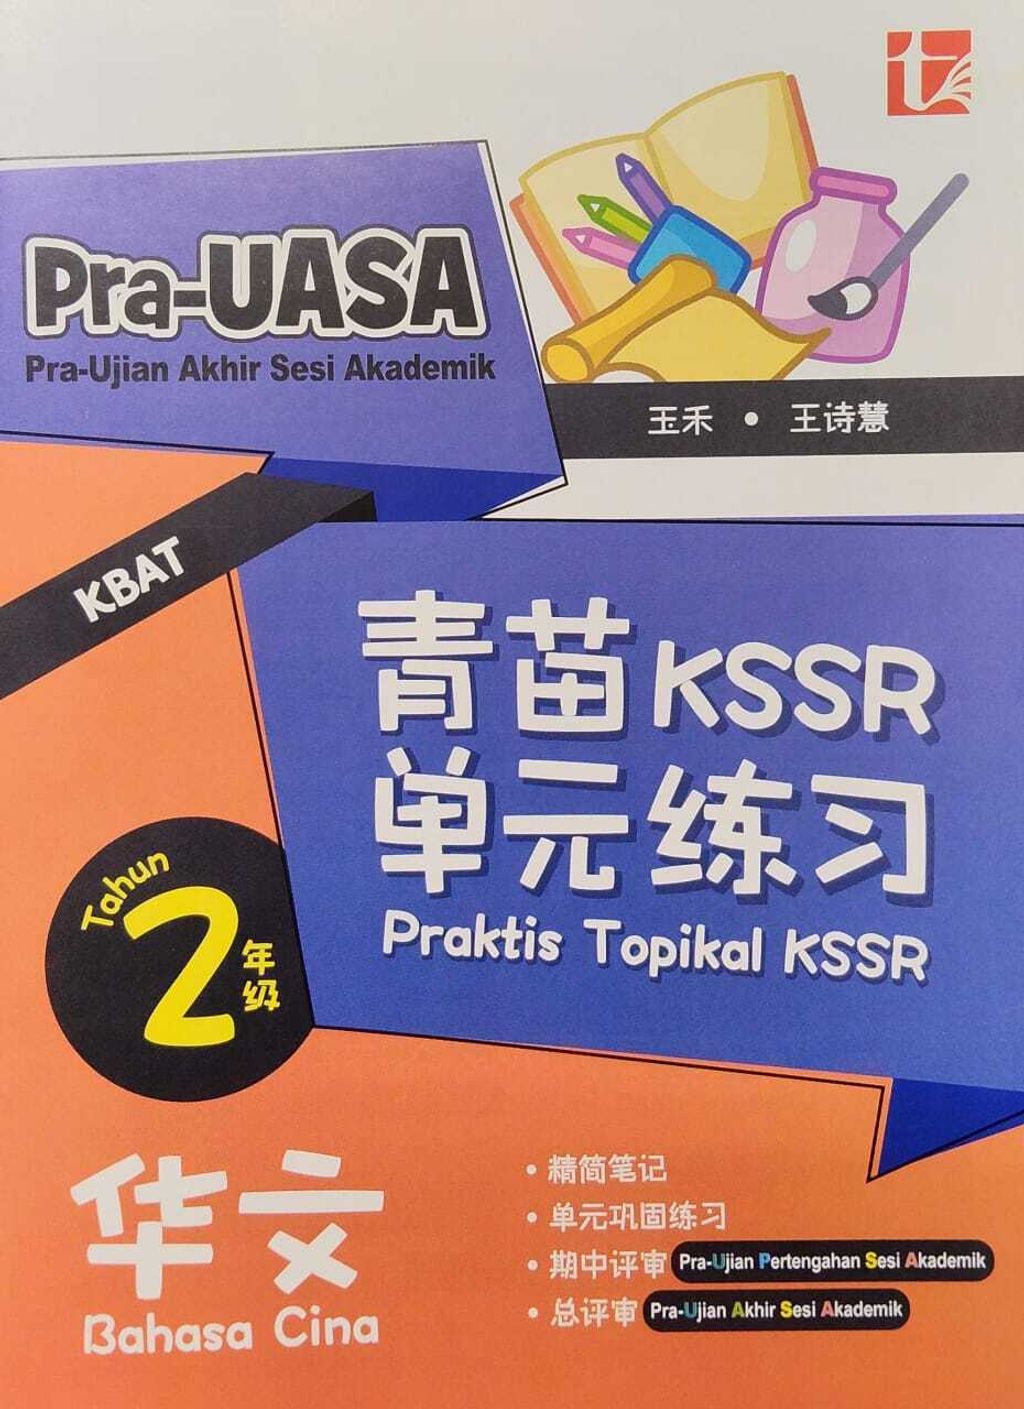 Pra-UASA
Pra-Ujian Akhir Sesi Akademik
玉禾 • 王诗慧
KBAT
青苗KSSR
单元练习
Praktis Topikal KSSR
Tahun
2
年级
华文
Bahasa Cina
• 精简笔记
• 单元巩固练习
• 期中评审 Pra-Ujian Pertengahan Sesi Akademik
• 总评审 Pra-Ujian Akhir Sesi Akademik